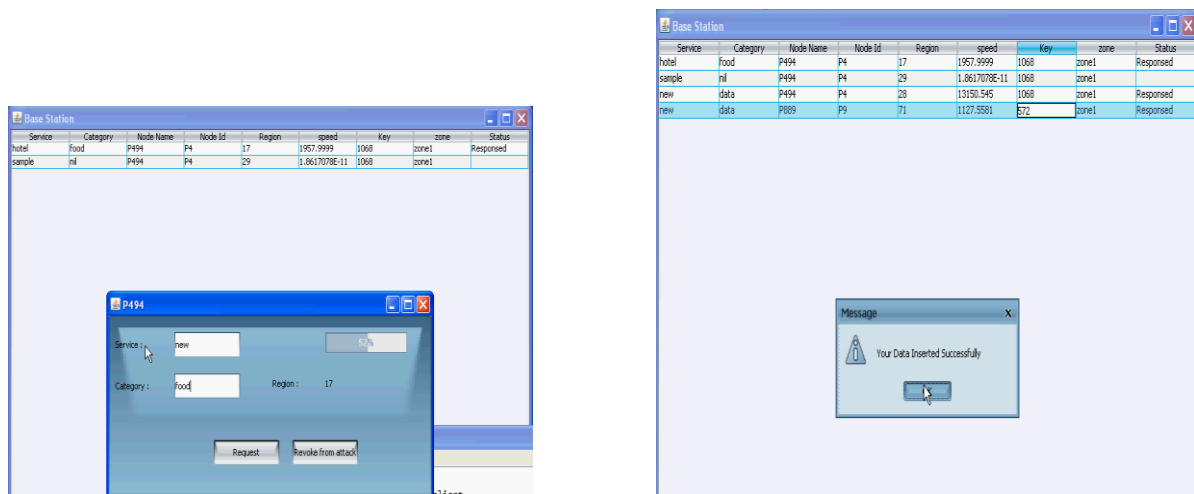 Base Station
Service Category Node Name Node Id Region speed Key zone Status
hotel food P494 P4 17 1957.9999 1068 zone1 Responsed
sample nil P494 P4 29 1.8617078E-11 1068 zone1
P494
Service :
new
52%
Category :
food
Region : 17
Request Revoke from attack
Base Station
Service Category Node Name Node Id Region speed Key zone Status
hotel food P494 P4 17 1957.9999 1068 zone1 Responsed
sample nil P494 P4 29 1.8617078E-11 1068 zone1
new data P494 P4 28 13150.545 1068 zone1 Responsed
new data P889 P9 71 1127.5581 572 zone1 Responsed
Message X
Your Data Inserted Successfully